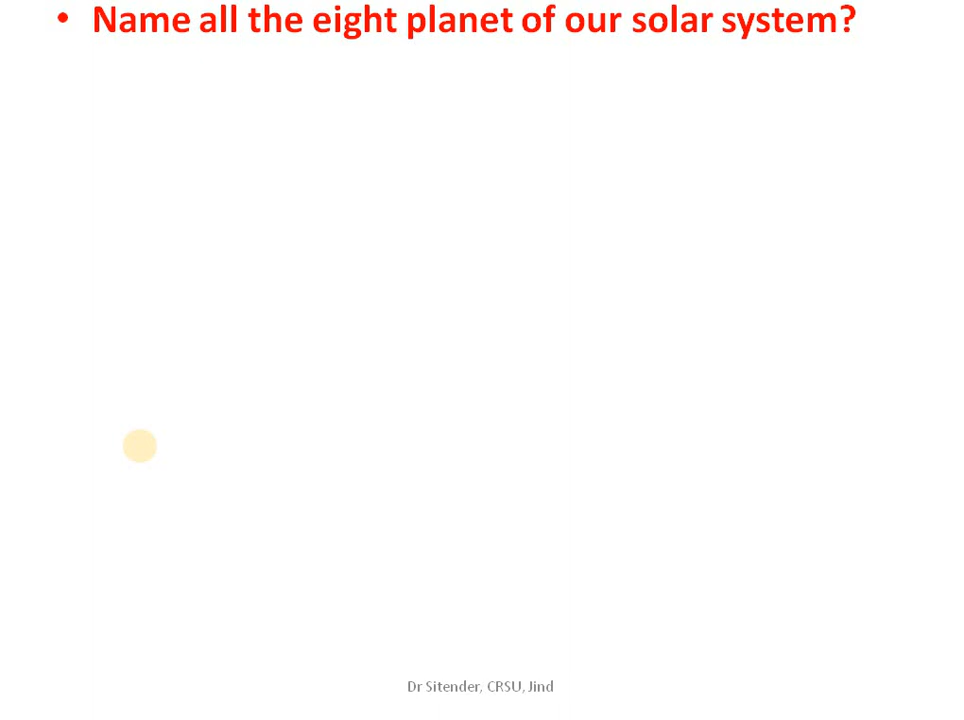 • Name all the eight planet of our solar system?
Dr Sitender, CRSU, Jind